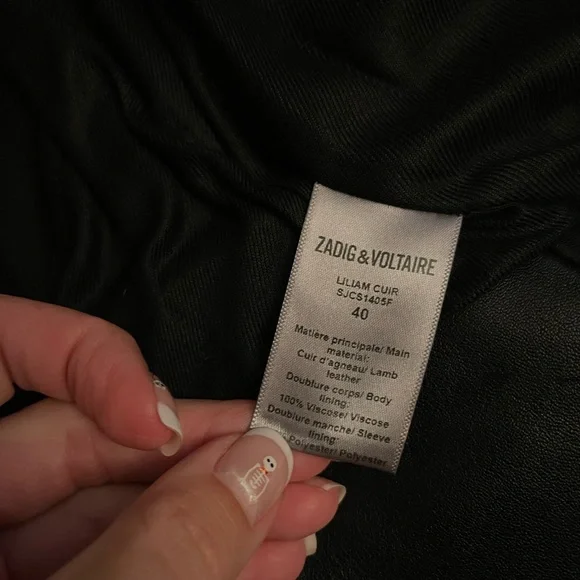 ZADIG & VOLTAIRE
LILIAM CUIR
SJCS1405F
40
Matière principale/ Main
material:
Cuir d'agneau/ Lamb
leather
Doublure corps/ Body
lining:
100% Viscose/ Viscose
Doublure manche/ Sleeve
lining:
Polyester/ Polyester